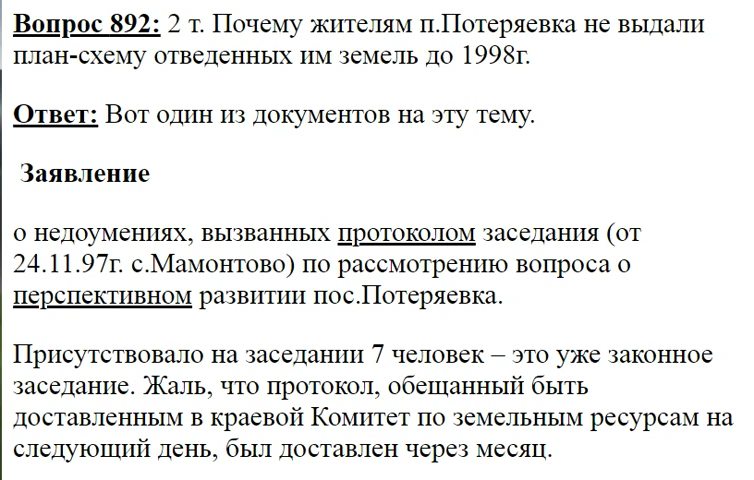 Вопрос 892: 2 т. Почему жителям п.Потеряевка не выдали
план-схему отведенных им земель до 1998г.
Ответ: Вот один из документов на эту тему.
Заявление
о недоумениях, вызванных протоколом заседания (от
24.11.97г. с.Мамонтово) по рассмотрению вопроса о
перспективном развитии пос.Потеряевка.
Присутствовало на заседании 7 человек – это уже законное
заседание. Жаль, что протокол, обещанный быть
доставленным в краевой Комитет по земельным ресурсам на
следующий день, был доставлен через месяц.